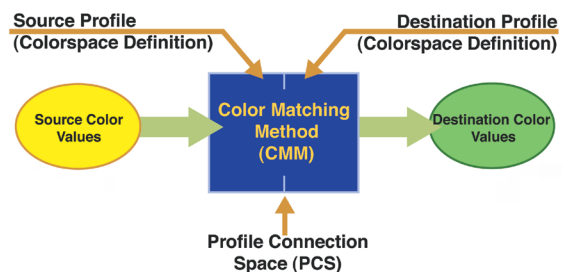 Source Profile
(Colorspace Definition)
Destination Profile
(Colorspace Definition)
Source Color
Values
Color Matching
Method
(CMM)
Destination Color
Values
Profile Connection
Space (PCS)